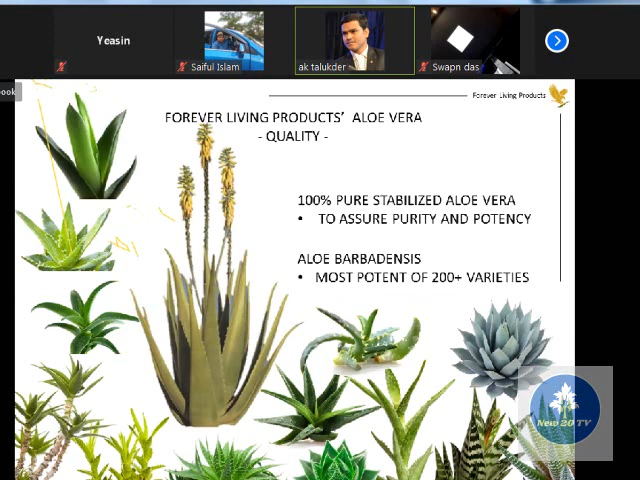 Yeasin
Saiful Islam
ak talukder
Swapn das
ook
Forever Living Products
FOREVER LIVING PRODUCTS' ALOE VERA
- QUALITY -
100% PURE STABILIZED ALOE VERA
• TO ASSURE PURITY AND POTENCY
ALOE BARBADENSIS
• MOST POTENT OF 200+ VARIETIES
New 20 TV